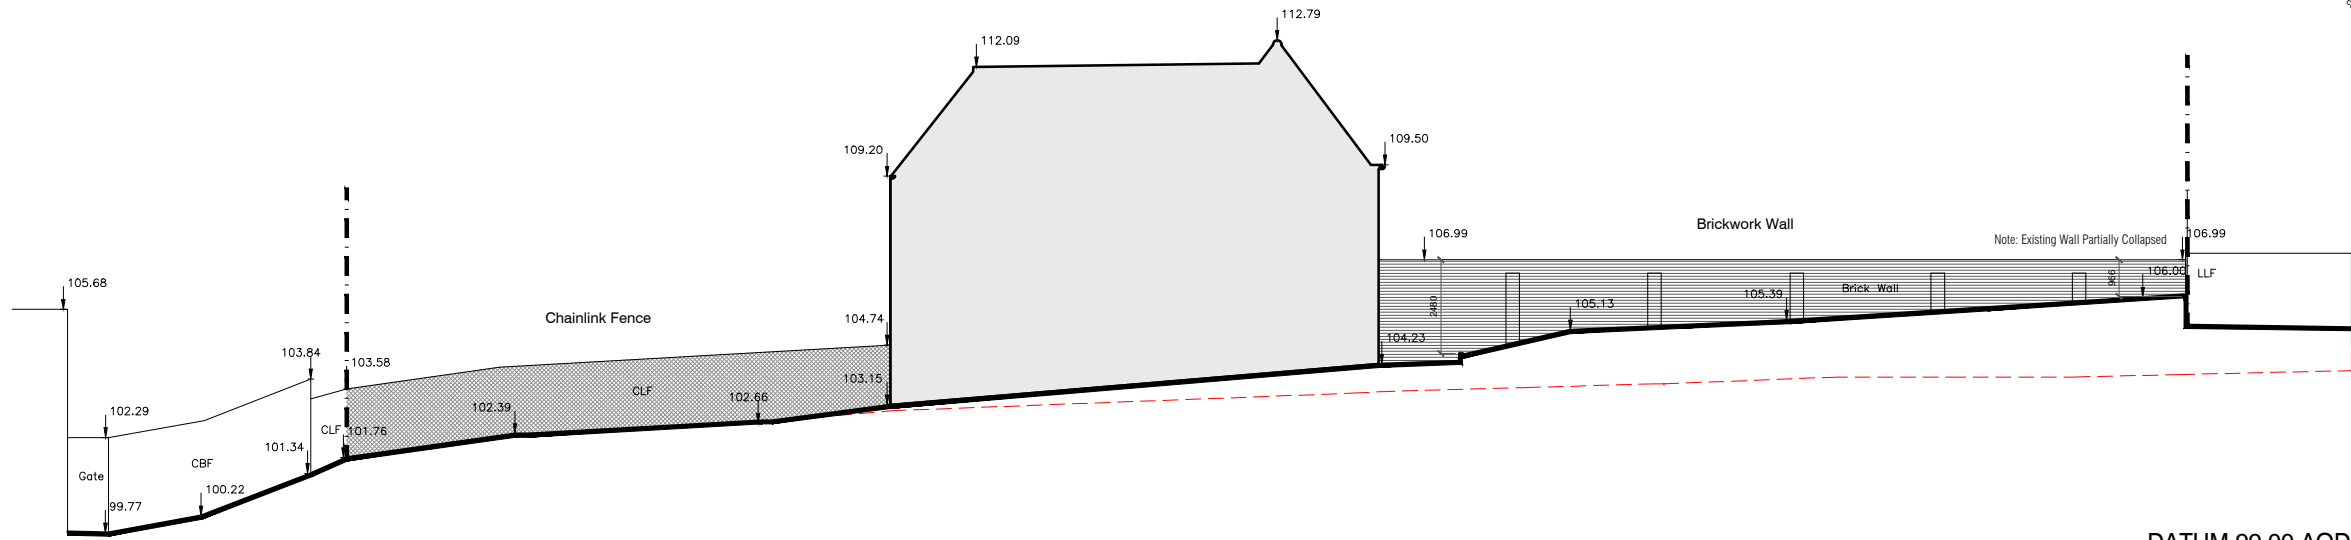 112.79
112.09
109.20
109.50
Brickwork Wall
106.99
Note: Existing Wall Partially Collapsed
106.99
105.68
LLF
106.00
966
Brick Wall
105.39
105.13
2480
Chainlink Fence
104.74
104.23
103.84
103.58
103.15
CLF
102.66
102.39
102.29
CLF
101.76
101.34
CBF
Gate
100.22
99.77